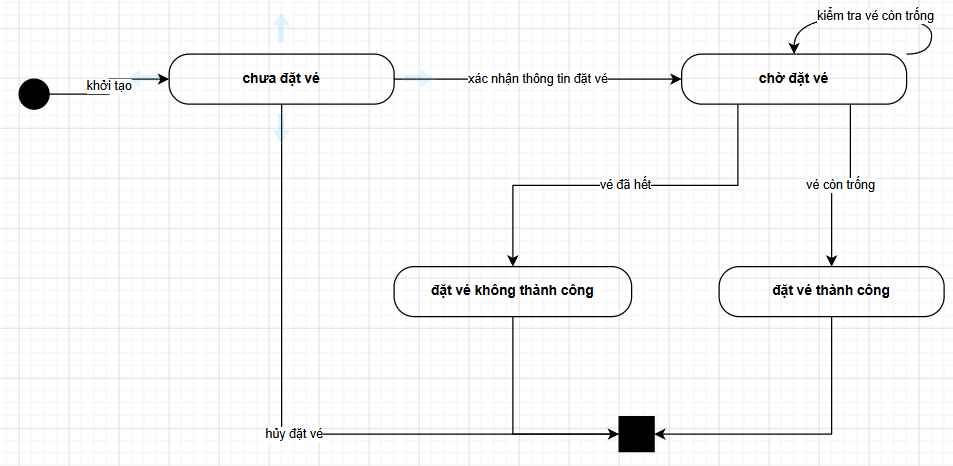 kiểm tra vé còn trống
khởi tạo
chưa đặt vé
xác nhận thông tin đặt vé
chờ đặt vé
vé đã hết
vé còn trống
đặt vé không thành công
đặt vé thành công
hủy đặt vé